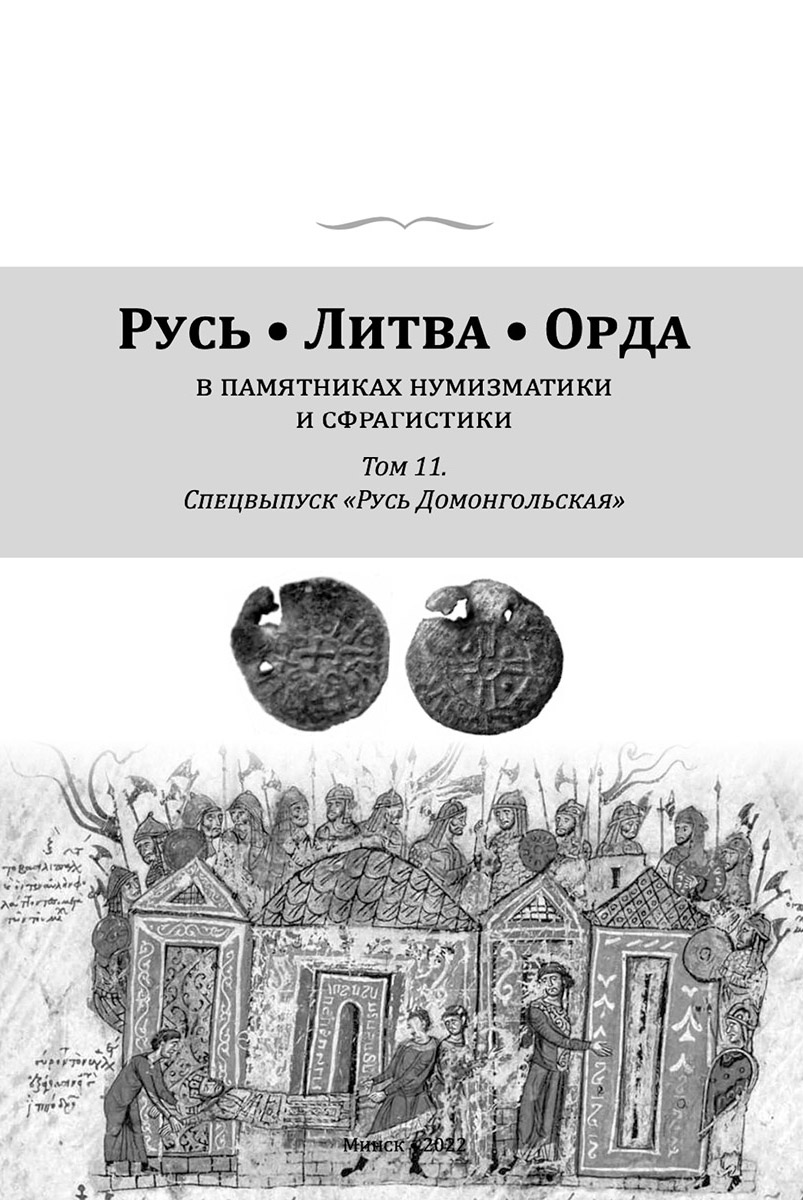 Русь • Литва • Орда
в памятниках нумизматики
и сфрагистики
Том 11.
Спецвыпуск «Русь Домонгольская»
Минск 2022